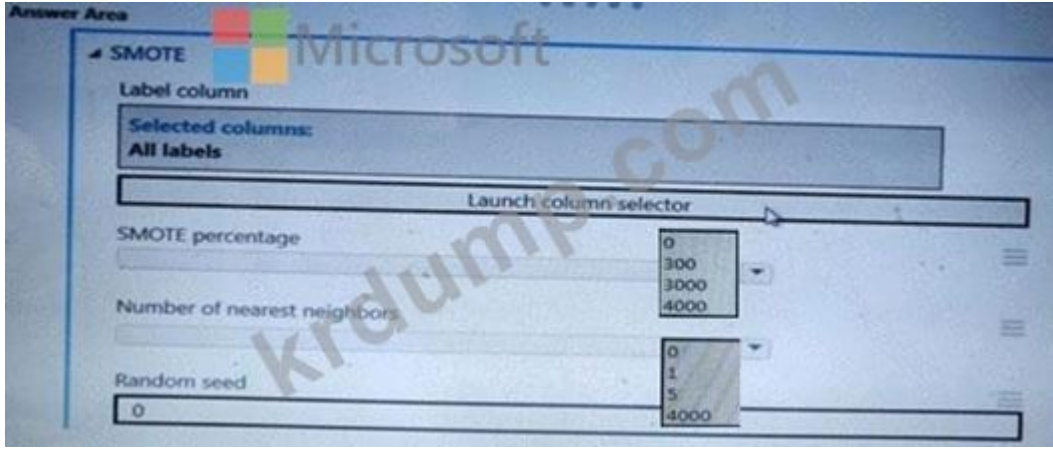 Answer Area
Microsoft
SMOTE
Label column
Selected columns:
All labels
Launch column selector
SMOTE percentage
0
300
3000
4000
Number of nearest neighbors
0
1
5
4000
Random seed
0
krdump.com